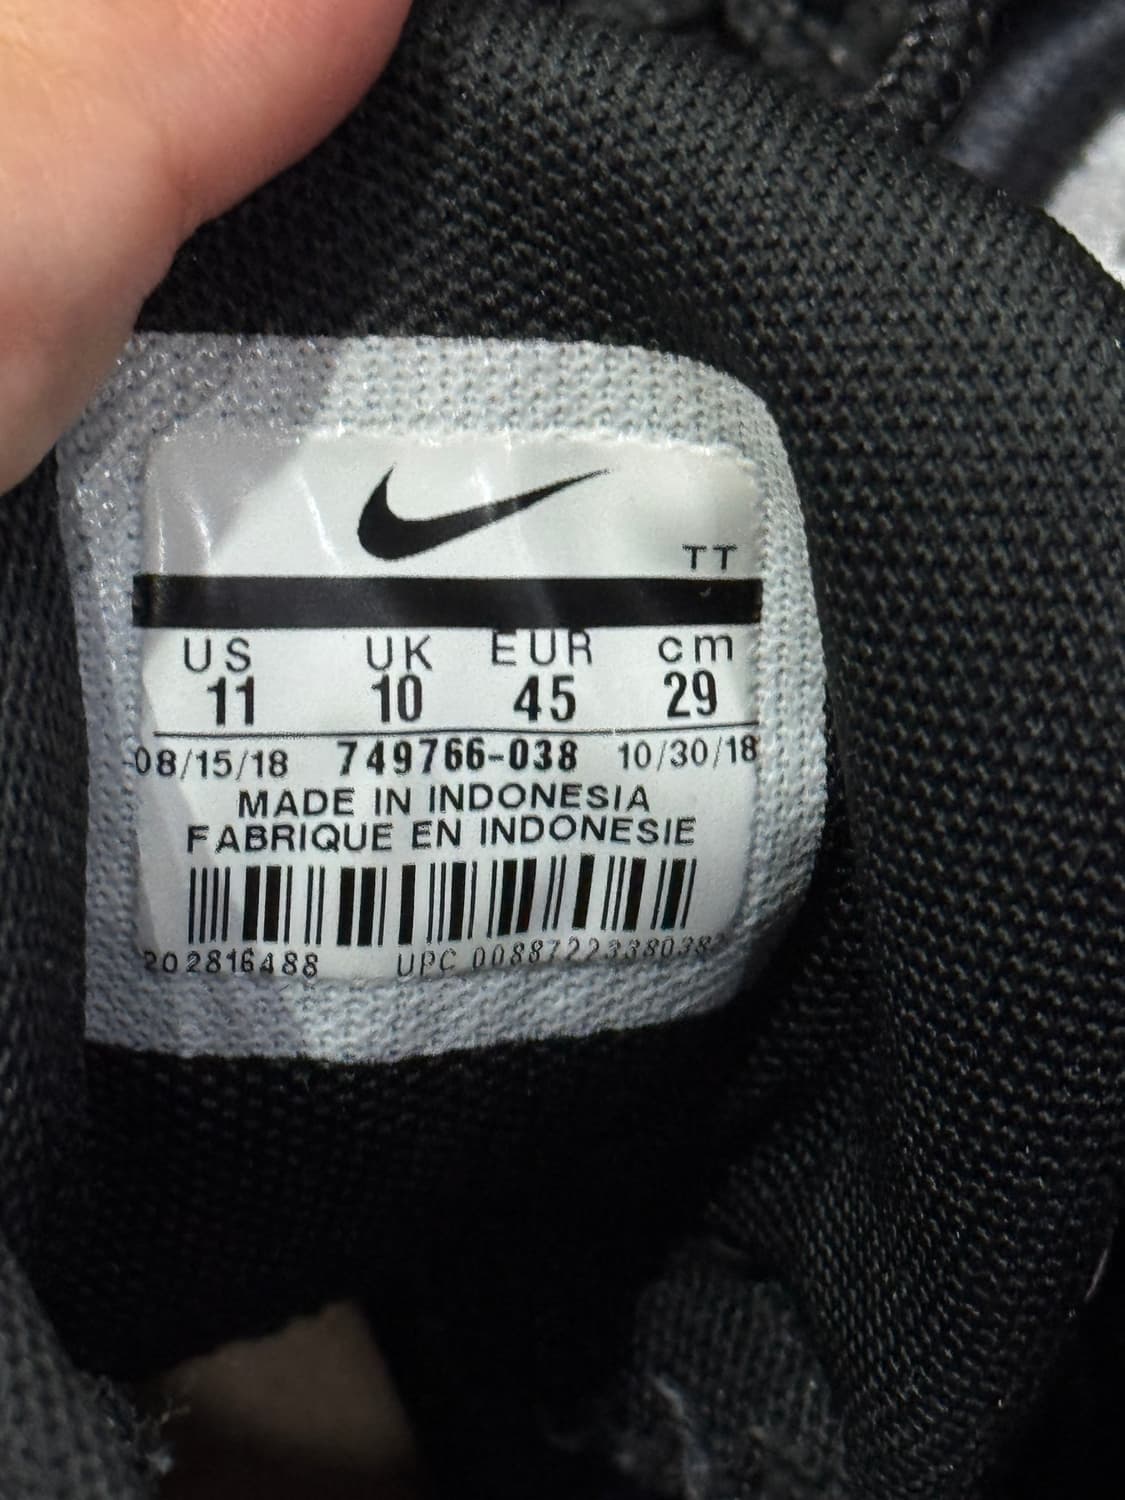 TT
US UK EUR cm
11 10 45 29
08/15/18 749766-038 10/30/18
MADE IN INDONESIA
FABRIQUE EN INDONESIE
202816488 UPC